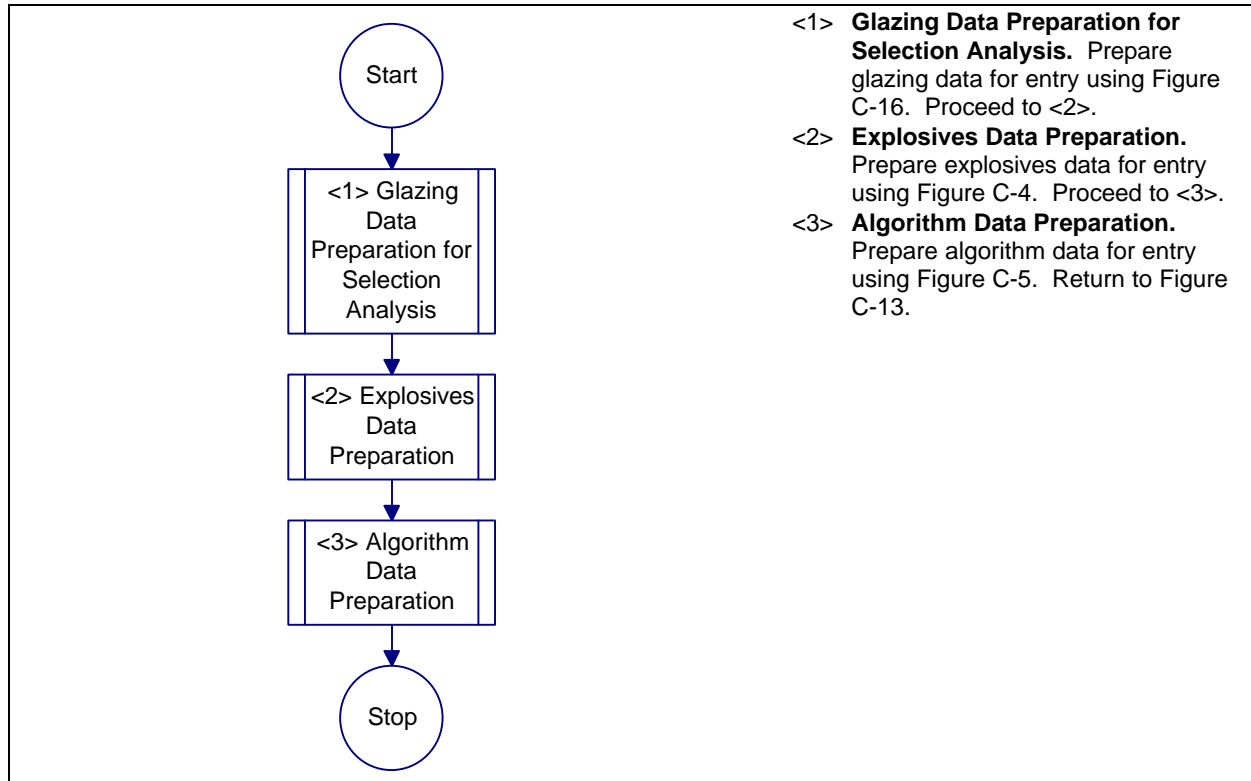 Start
<1> Glazing
Data
Preparation for
Selection
Analysis
<2> Explosives
Data
Preparation
<3> Algorithm
Data
Preparation
Stop
<1> Glazing Data Preparation for
Selection Analysis. Prepare
glazing data for entry using Figure
C-16. Proceed to <2>.
<2> Explosives Data Preparation.
Prepare explosives data for entry
using Figure C-4. Proceed to <3>.
<3> Algorithm Data Preparation.
Prepare algorithm data for entry
using Figure C-5. Return to Figure
C-13.